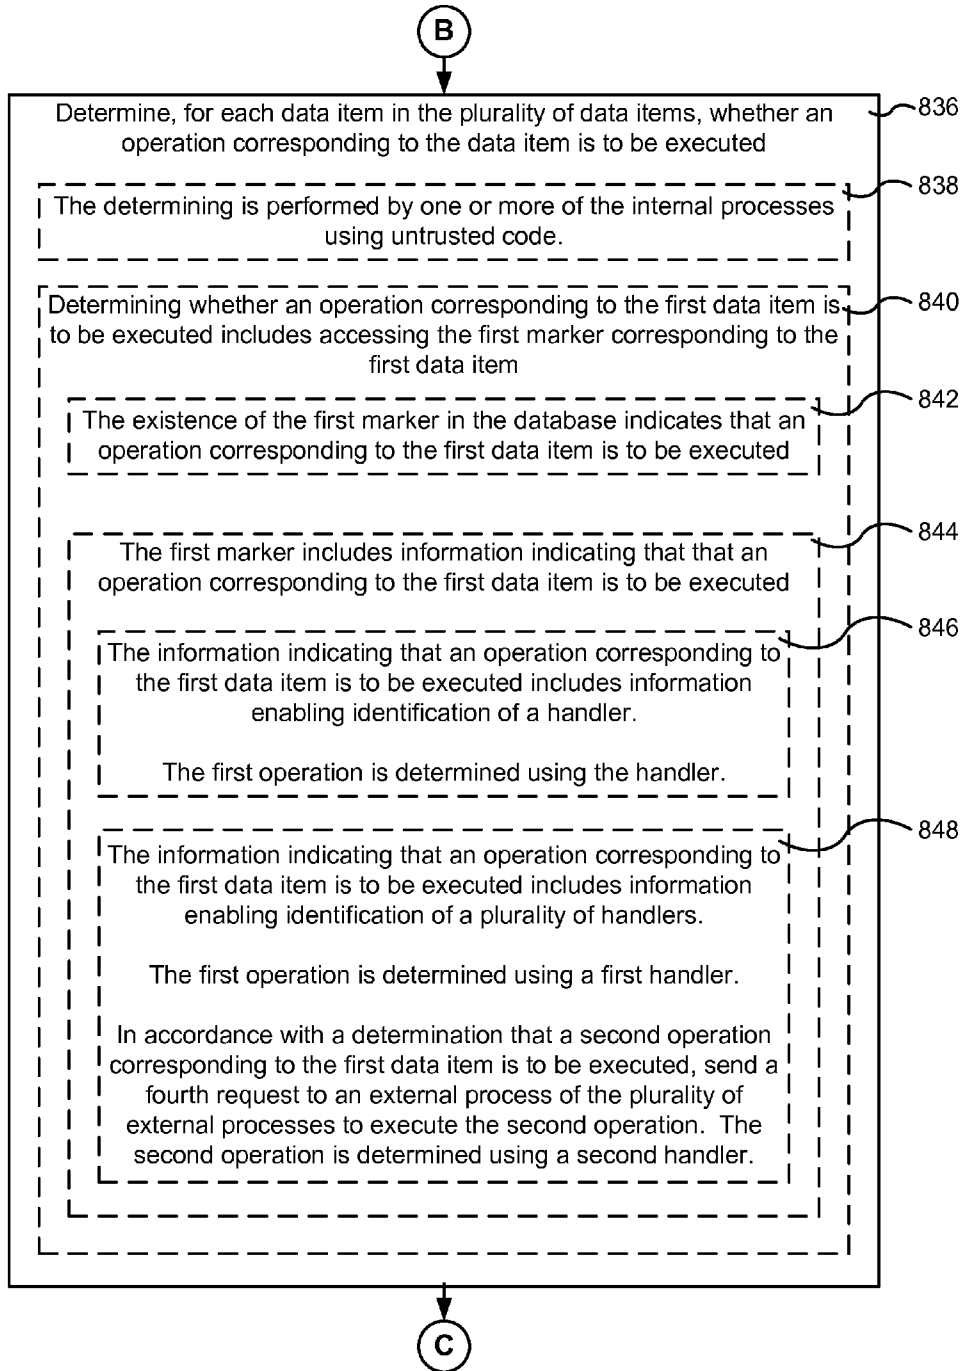 B
Determine, for each data item in the plurality of data items, whether an
operation corresponding to the data item is to be executed
836
The determining is performed by one or more of the internal processes
using untrusted code.
838
Determining whether an operation corresponding to the first data item is
to be executed includes accessing the first marker corresponding to the
first data item
840
The existence of the first marker in the database indicates that an
operation corresponding to the first data item is to be executed
842
The first marker includes information indicating that that an
operation corresponding to the first data item is to be executed
844
The information indicating that an operation corresponding to
the first data item is to be executed includes information
enabling identification of a handler.
The first operation is determined using the handler.
846
The information indicating that an operation corresponding to
the first data item is to be executed includes information
enabling identification of a plurality of handlers.
The first operation is determined using a first handler.
In accordance with a determination that a second operation
corresponding to the first data item is to be executed, send a
fourth request to an external process of the plurality of
external processes to execute the second operation.  The
second operation is determined using a second handler.
848
C